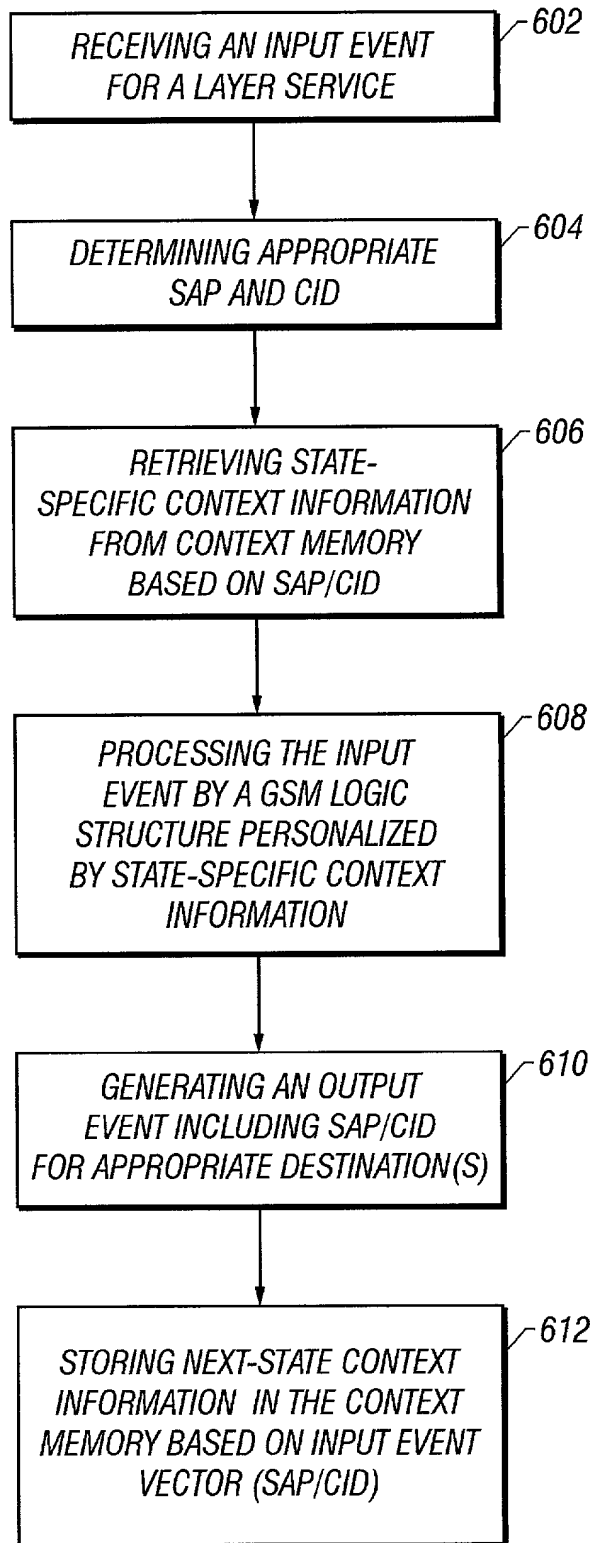 RECEIVING AN INPUT EVENT
FOR A LAYER SERVICE
602
DETERMINING APPROPRIATE
SAP AND CID
604
RETRIEVING STATE-
SPECIFIC CONTEXT INFORMATION
FROM CONTEXT MEMORY
BASED ON SAP/CID
606
PROCESSING THE INPUT
EVENT BY A GSM LOGIC
STRUCTURE PERSONALIZED
BY STATE-SPECIFIC CONTEXT
INFORMATION
608
GENERATING AN OUTPUT
EVENT INCLUDING SAP/CID
FOR APPROPRIATE DESTINATION(S)
610
STORING NEXT-STATE CONTEXT
INFORMATION IN THE CONTEXT
MEMORY BASED ON INPUT EVENT
VECTOR (SAP/CID)
612